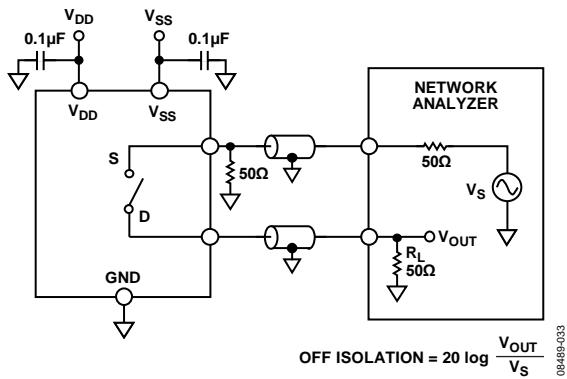 VDD
VSS
0.1µF
0.1µF
VDD
VSS
NETWORK
ANALYZER
S
50Ω
50Ω
VS
D
VOUT
RL
50Ω
GND
OFF ISOLATION = 20 log VOUT / VS
08489-033